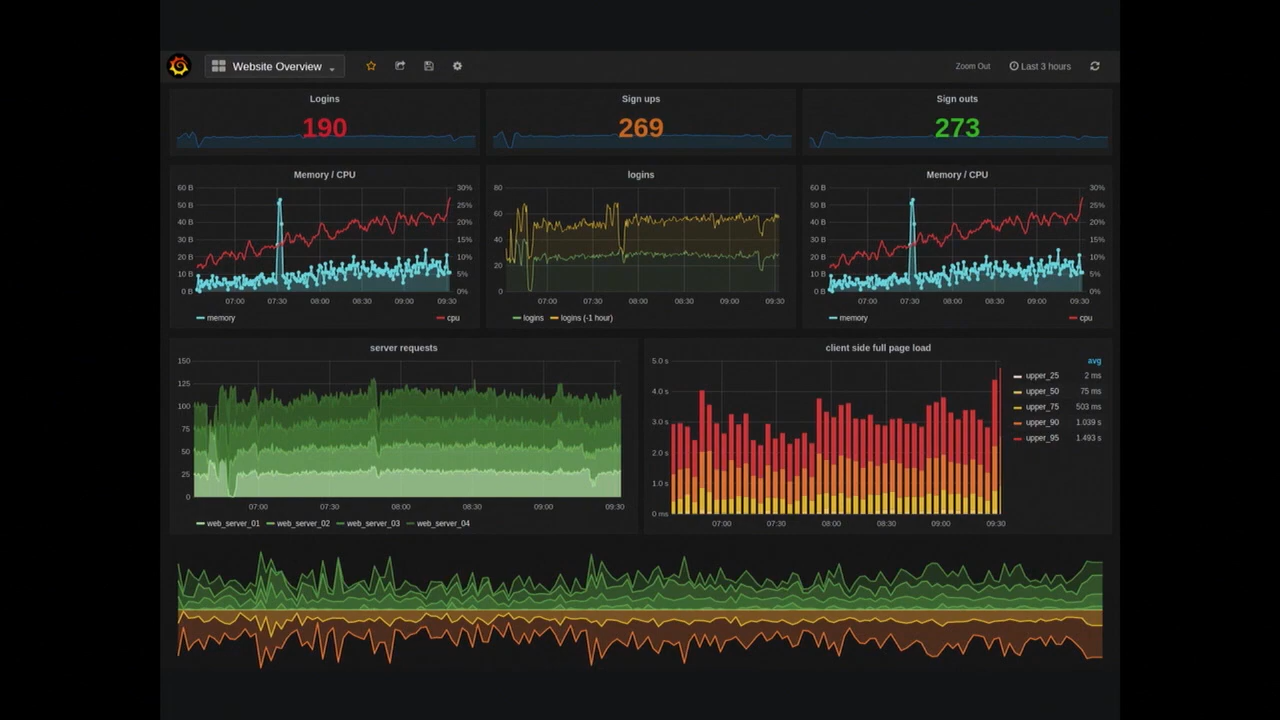 Website Overview
Zoom Out
Last 3 hours
Logins
190
Sign ups
269
Sign outs
273
Memory / CPU
60 B
50 B
40 B
30 B
20 B
10 B
0 B
30%
25%
20%
15%
10%
5%
0%
07:00 07:30 08:00 08:30 09:00 09:30
memory cpu
logins
80
60
40
20
0
07:00 07:30 08:00 08:30 09:00 09:30
logins logins (-1 hour)
Memory / CPU
60 B
50 B
40 B
30 B
20 B
10 B
0 B
30%
25%
20%
15%
10%
5%
0%
07:00 07:30 08:00 08:30 09:00 09:30
memory cpu
server requests
150
125
100
75
50
25
0
07:00 07:30 08:00 08:30 09:00 09:30
web_server_01 web_server_02 web_server_03 web_server_04
client side full page load
5.0 s
4.0 s
3.0 s
2.0 s
1.0 s
0 ms
07:00 07:30 08:00 08:30 09:00 09:30
avg
upper_25 2 ms
upper_50 75 ms
upper_75 503 ms
upper_90 1.039 s
upper_95 1.493 s